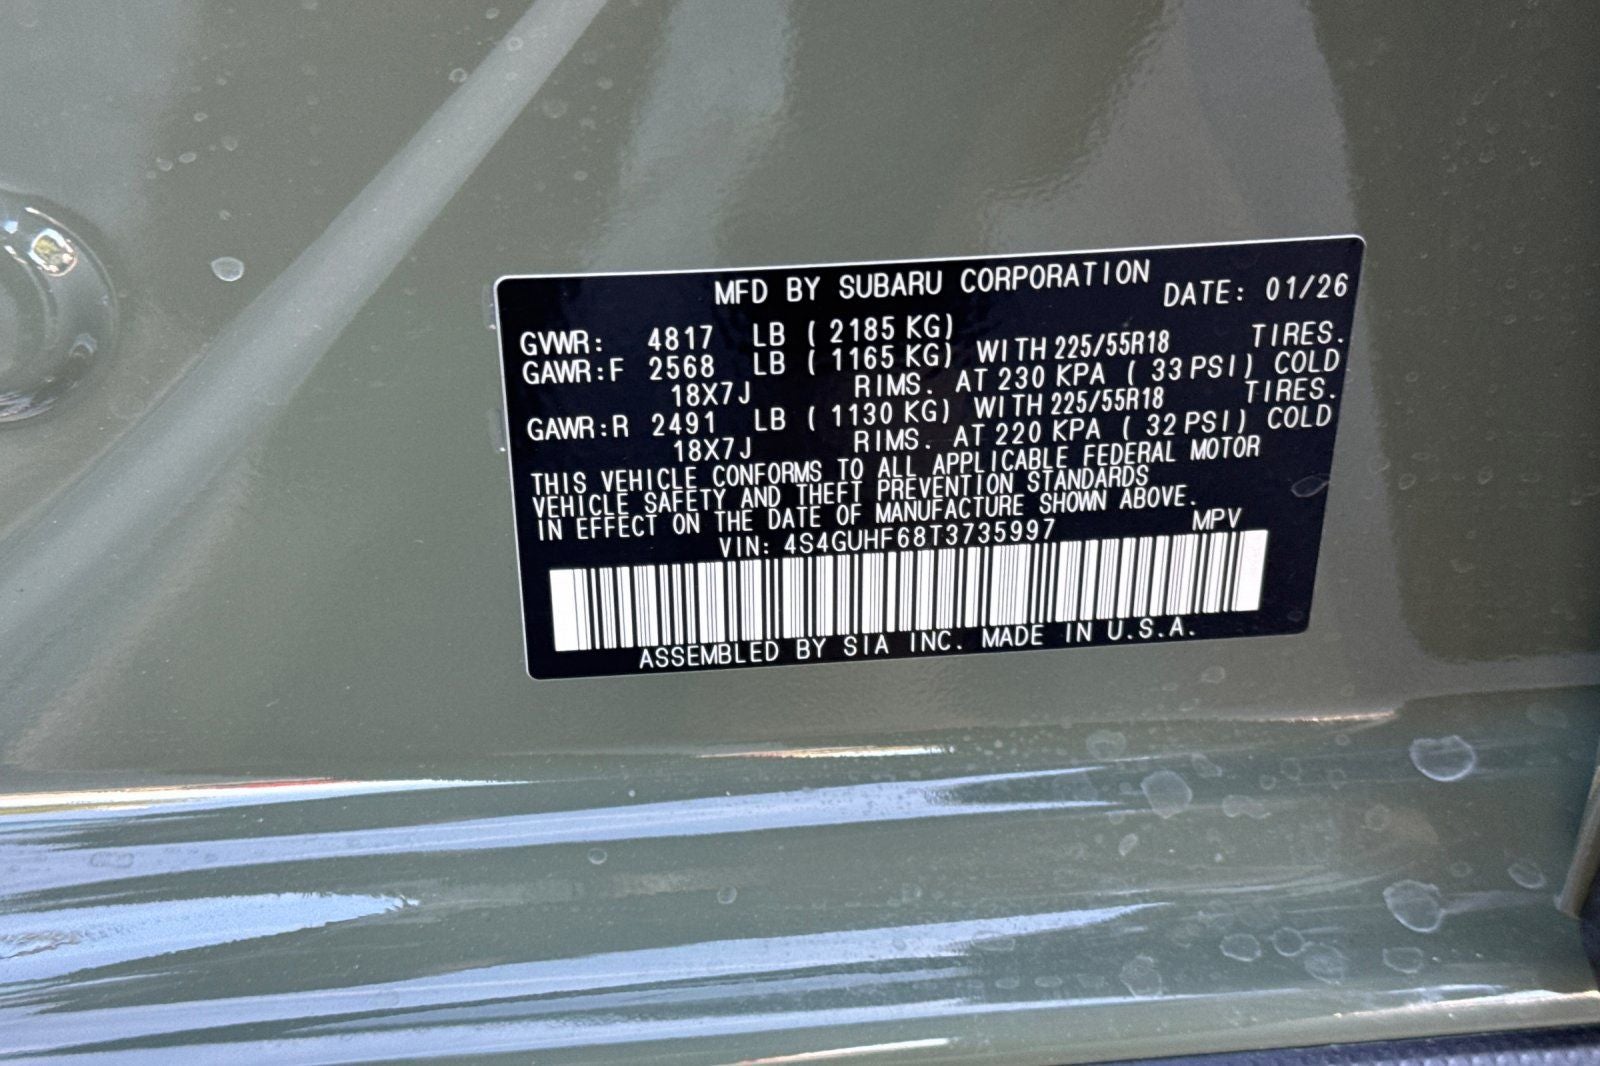 MFD BY SUBARU CORPORATION DATE: 01/26
GVWR: 4817 LB ( 2185 KG)
GAWR:F 2568 LB ( 1165 KG) WITH 225/55R18 TIRES.
18X7J RIMS. AT 230 KPA ( 33 PSI) COLD
GAWR:R 2491 LB ( 1130 KG) WITH 225/55R18 TIRES.
18X7J RIMS. AT 220 KPA ( 32 PSI) COLD
THIS VEHICLE CONFORMS TO ALL APPLICABLE FEDERAL MOTOR
VEHICLE SAFETY AND THEFT PREVENTION STANDARDS
IN EFFECT ON THE DATE OF MANUFACTURE SHOWN ABOVE.
VIN: 4S4GUHF68T3735997 MPV
ASSEMBLED BY SIA INC. MADE IN U.S.A.